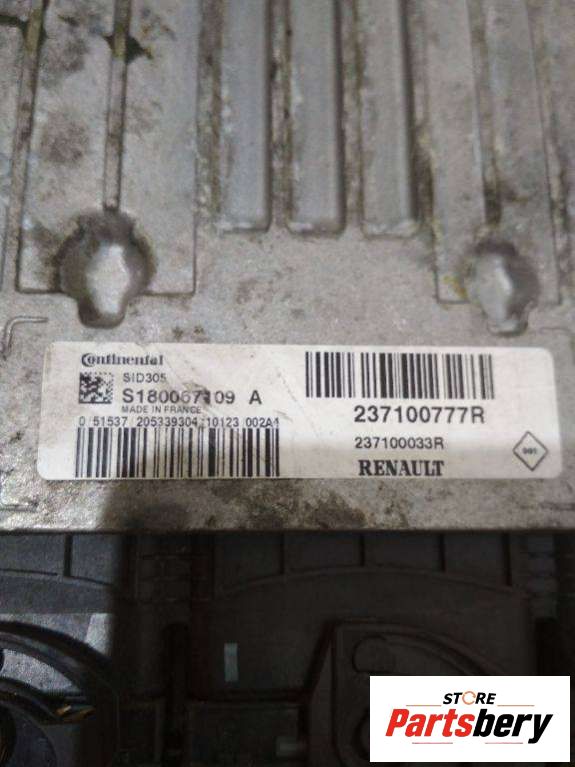 Continental
SID305
S180067109 A
MADE IN FRANCE
0 51537 205339304 10123 002A4
237100777R
237100033R
RENAULT
STORE
Partsbery